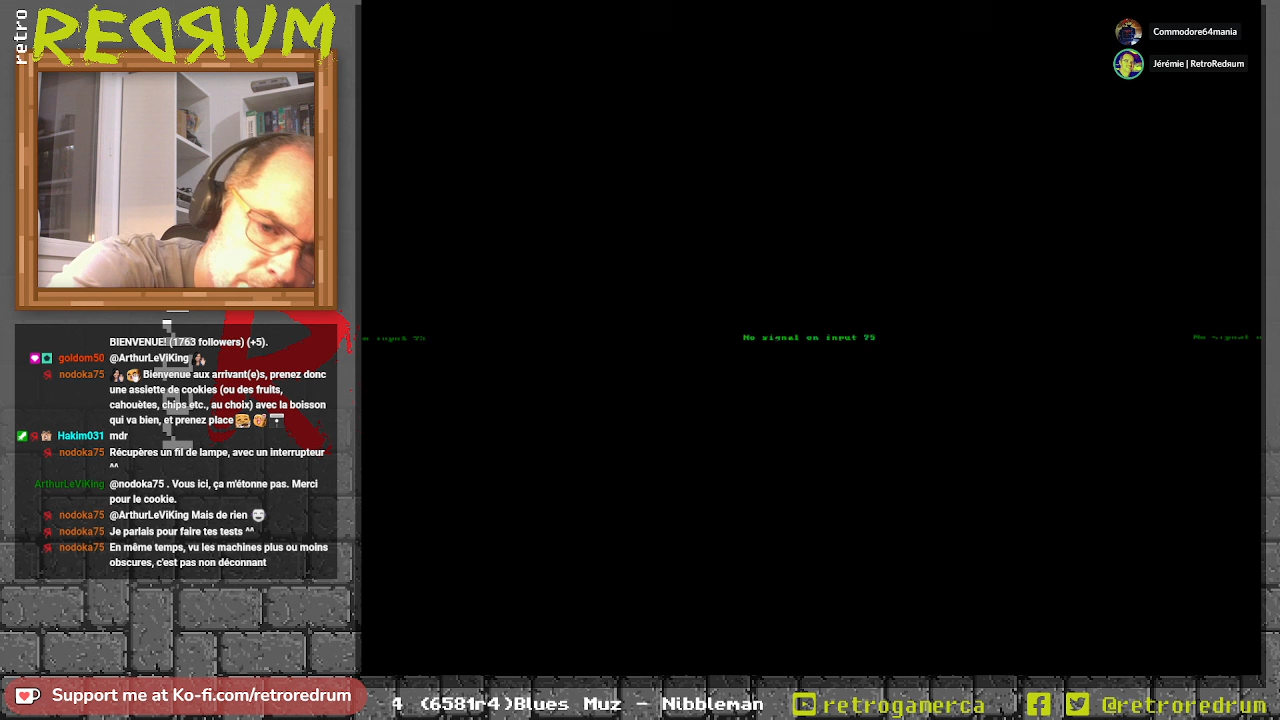 retro
REDRUM
Commodore64mania
Jérémie | RetroRedяum
BIENVENUE! (1763 followers) (+5).
goldom50 @ArthurLeViKing
nodoka75 Bienvenue aux arrivant(e)s, prenez donc
une assiette de cookies (ou des fruits,
cahouètes, chips etc., au choix) avec la boisson
qui va bien, et prenez place
Hakim031 mdr
nodoka75 Récupères un fil de lampe, avec un interrupteur
^^
ArthurLeViKing @nodoka75 . Vous ici, ça m'étonne pas. Merci
pour le cookie.
nodoka75 @ArthurLeViKing Mais de rien
nodoka75 Je parlais pour faire tes tests ^^
nodoka75 En même temps, vu les machines plus ou moins
obscures, c'est pas non déconnant
input 75
No signal on input 75
No signal
Support me at Ko-fi.com/retroredrum
4 (6581r4)Blues Muz - Nibbleman
retrogamerca
@retroredrum